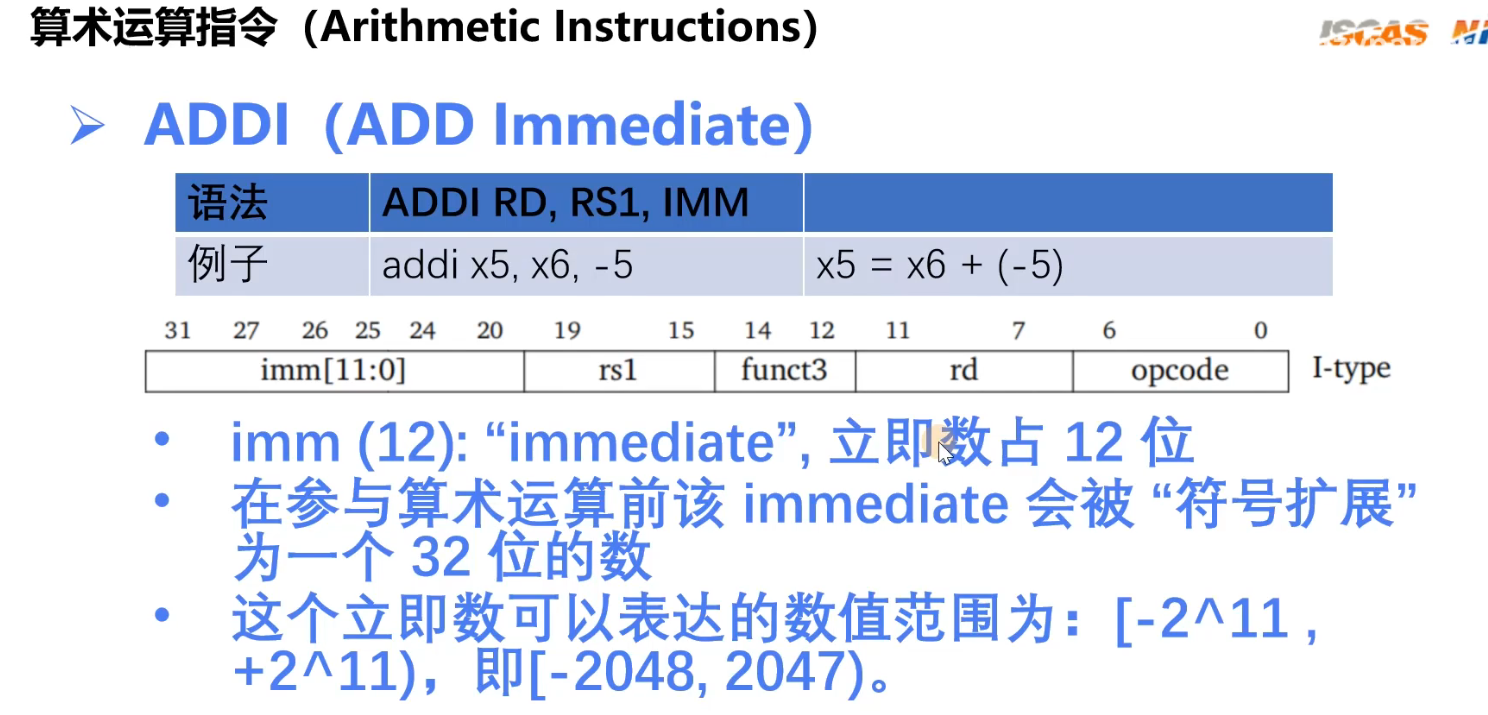 算术运算指令（Arithmetic Instructions）
ISCAS
➢ ADDI（ADD Immediate）
语法 ADDI RD, RS1, IMM
例子 addi x5, x6, -5 x5 = x6 + (-5)
31 27 26 25 24 20 19 15 14 12 11 7 6 0
imm[11:0] rs1 funct3 rd opcode I-type
• imm (12): “immediate”, 立即数占 12 位
• 在参与算术运算前该 immediate 会被 “符号扩展”
为一个 32 位的数
• 这个立即数可以表达的数值范围为：[-2^11 ,
+2^11)，即[-2048, 2047)。